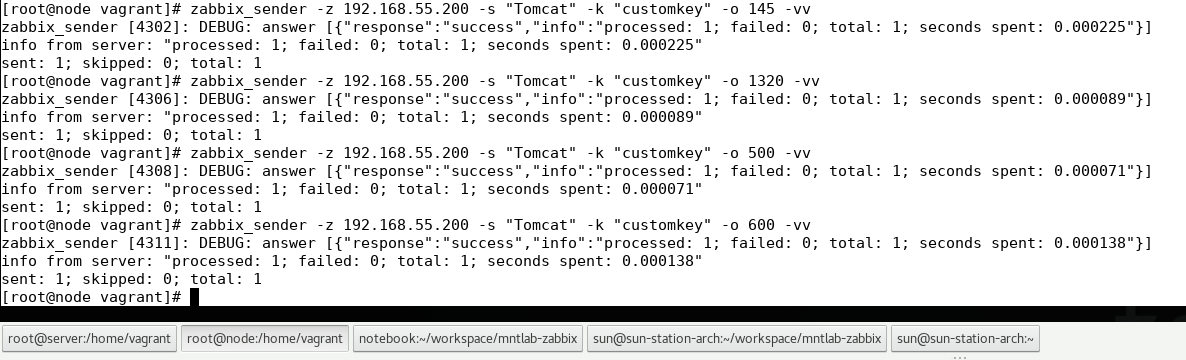 [root@node vagrant]# zabbix_sender -z 192.168.55.200 -s "Tomcat" -k "customkey" -o 145 -vv
zabbix_sender [4302]: DEBUG: answer [{"response":"success","info":"processed: 1; failed: 0; total: 1; seconds spent: 0.000225"}]
info from server: "processed: 1; failed: 0; total: 1; seconds spent: 0.000225"
sent: 1; skipped: 0; total: 1
[root@node vagrant]# zabbix_sender -z 192.168.55.200 -s "Tomcat" -k "customkey" -o 1320 -vv
zabbix_sender [4306]: DEBUG: answer [{"response":"success","info":"processed: 1; failed: 0; total: 1; seconds spent: 0.000089"}]
info from server: "processed: 1; failed: 0; total: 1; seconds spent: 0.000089"
sent: 1; skipped: 0; total: 1
[root@node vagrant]# zabbix_sender -z 192.168.55.200 -s "Tomcat" -k "customkey" -o 500 -vv
zabbix_sender [4308]: DEBUG: answer [{"response":"success","info":"processed: 1; failed: 0; total: 1; seconds spent: 0.000071"}]
info from server: "processed: 1; failed: 0; total: 1; seconds spent: 0.000071"
sent: 1; skipped: 0; total: 1
[root@node vagrant]# zabbix_sender -z 192.168.55.200 -s "Tomcat" -k "customkey" -o 600 -vv
zabbix_sender [4311]: DEBUG: answer [{"response":"success","info":"processed: 1; failed: 0; total: 1; seconds spent: 0.000138"}]
info from server: "processed: 1; failed: 0; total: 1; seconds spent: 0.000138"
sent: 1; skipped: 0; total: 1
[root@node vagrant]#
root@server:/home/vagrant root@node:/home/vagrant notebook:~/workspace/mntlab-zabbix sun@sun-station-arch:~/workspace/mntlab-zabbix sun@sun-station-arch:~